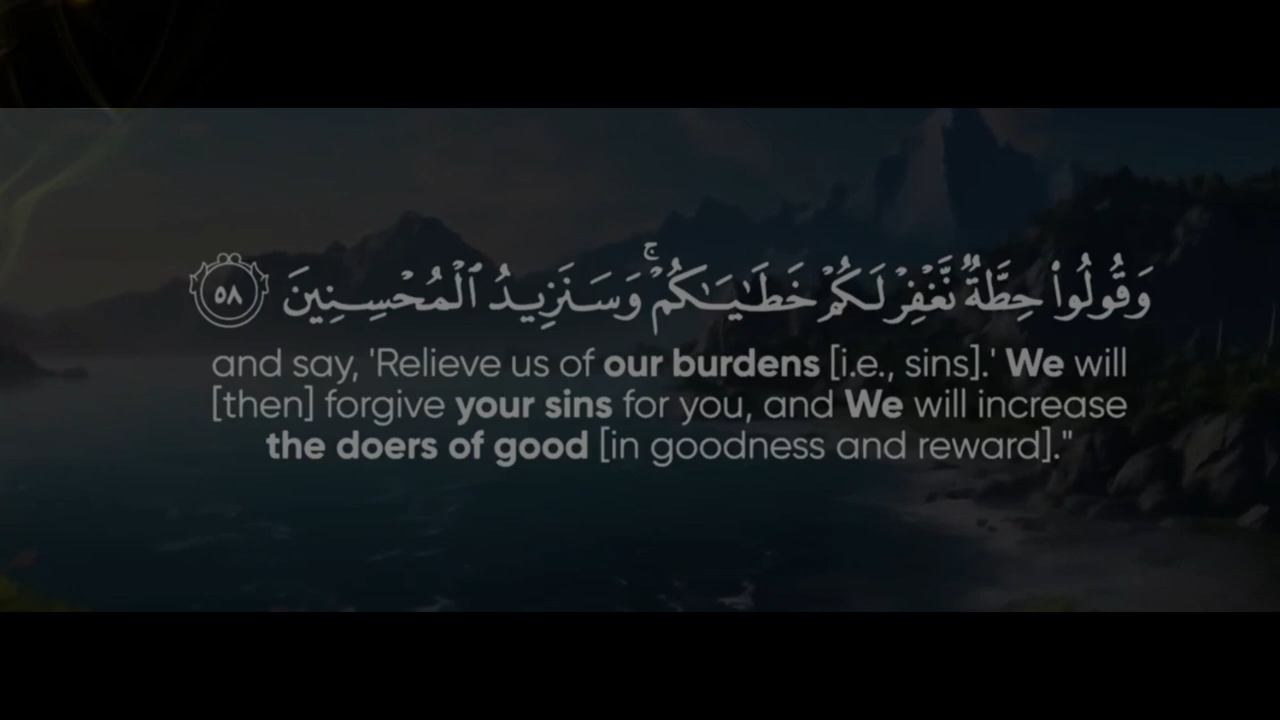 وَقُولُوا۟ حِطَّةٌ نَّغْفِرْ لَكُمْ خَطَـٰيَـٰكُمْ ۚ وَسَنَزِيدُ ٱلْمُحْسِنِينَ ٥٨
and say, 'Relieve us of our burdens [i.e., sins].' We will
[then] forgive your sins for you, and We will increase
the doers of good [in goodness and reward]."